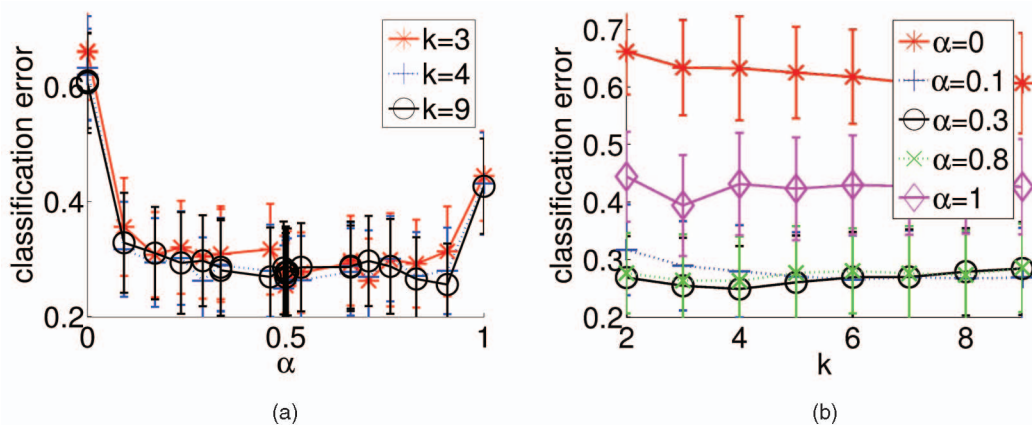 classification error
0.6
0.4
0.2
0
0.5
1
α
k=3
k=4
k=9
(a)
classification error
0.7
0.6
0.5
0.4
0.3
0.2
2
4
6
8
k
α=0
α=0.1
α=0.3
α=0.8
α=1
(b)